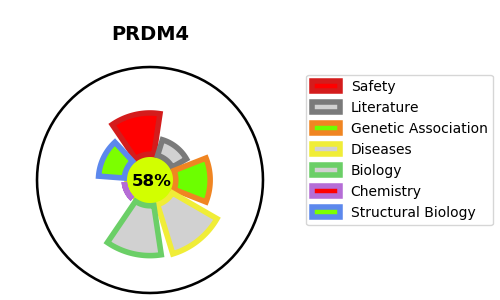 PRDM4
58%
Safety
Literature
Genetic Association
Diseases
Biology
Chemistry
Structural Biology